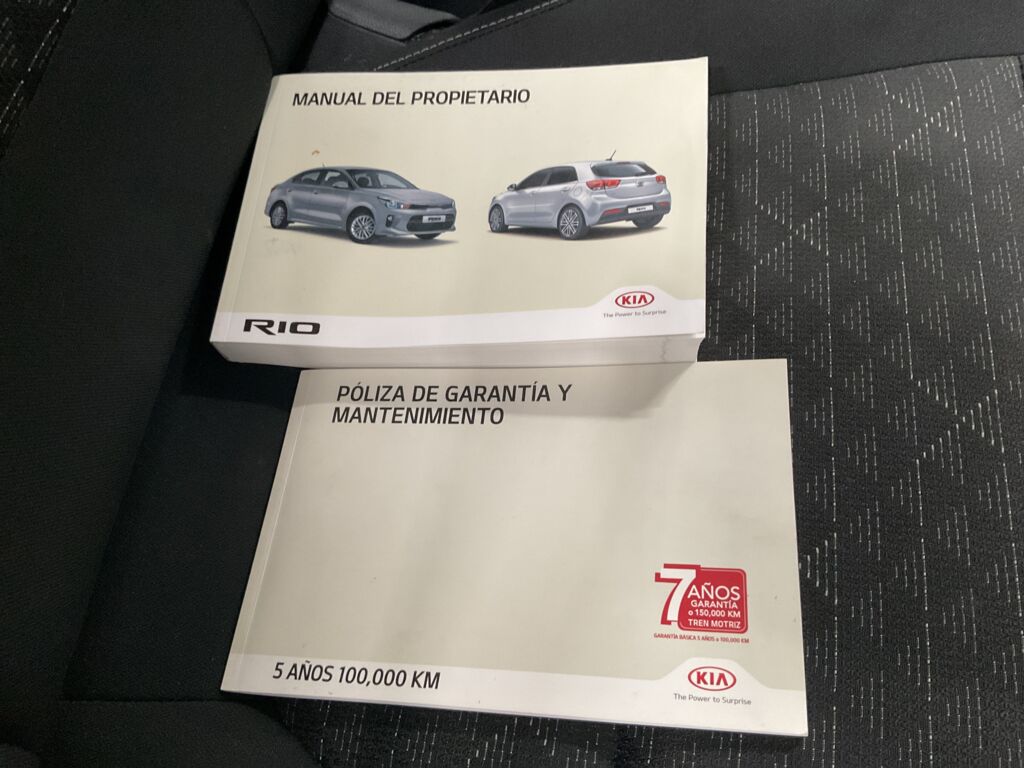 MANUAL DEL PROPIETARIO
KIA
The Power to Surprise
RIO
PÓLIZA DE GARANTÍA Y
MANTENIMIENTO
7 AÑOS
GARANTÍA
o 150,000 KM
TREN MOTRIZ
GARANTÍA BÁSICA 5 AÑOS o 100,000 KM
5 AÑOS 100,000 KM
KIA
The Power to Surprise